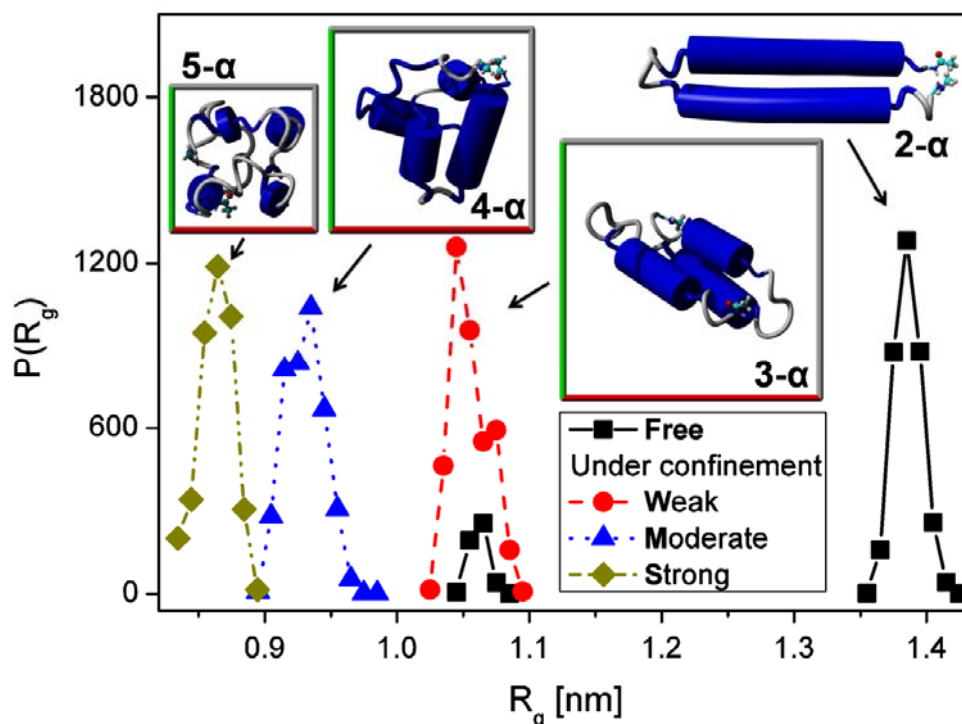 5-α
4-α
2-α
3-α
1800
1200
600
0
P(Rg)
Free
Under confinement
Weak
Moderate
Strong
0.9 1.0 1.1 1.2 1.3 1.4
Rg [nm]